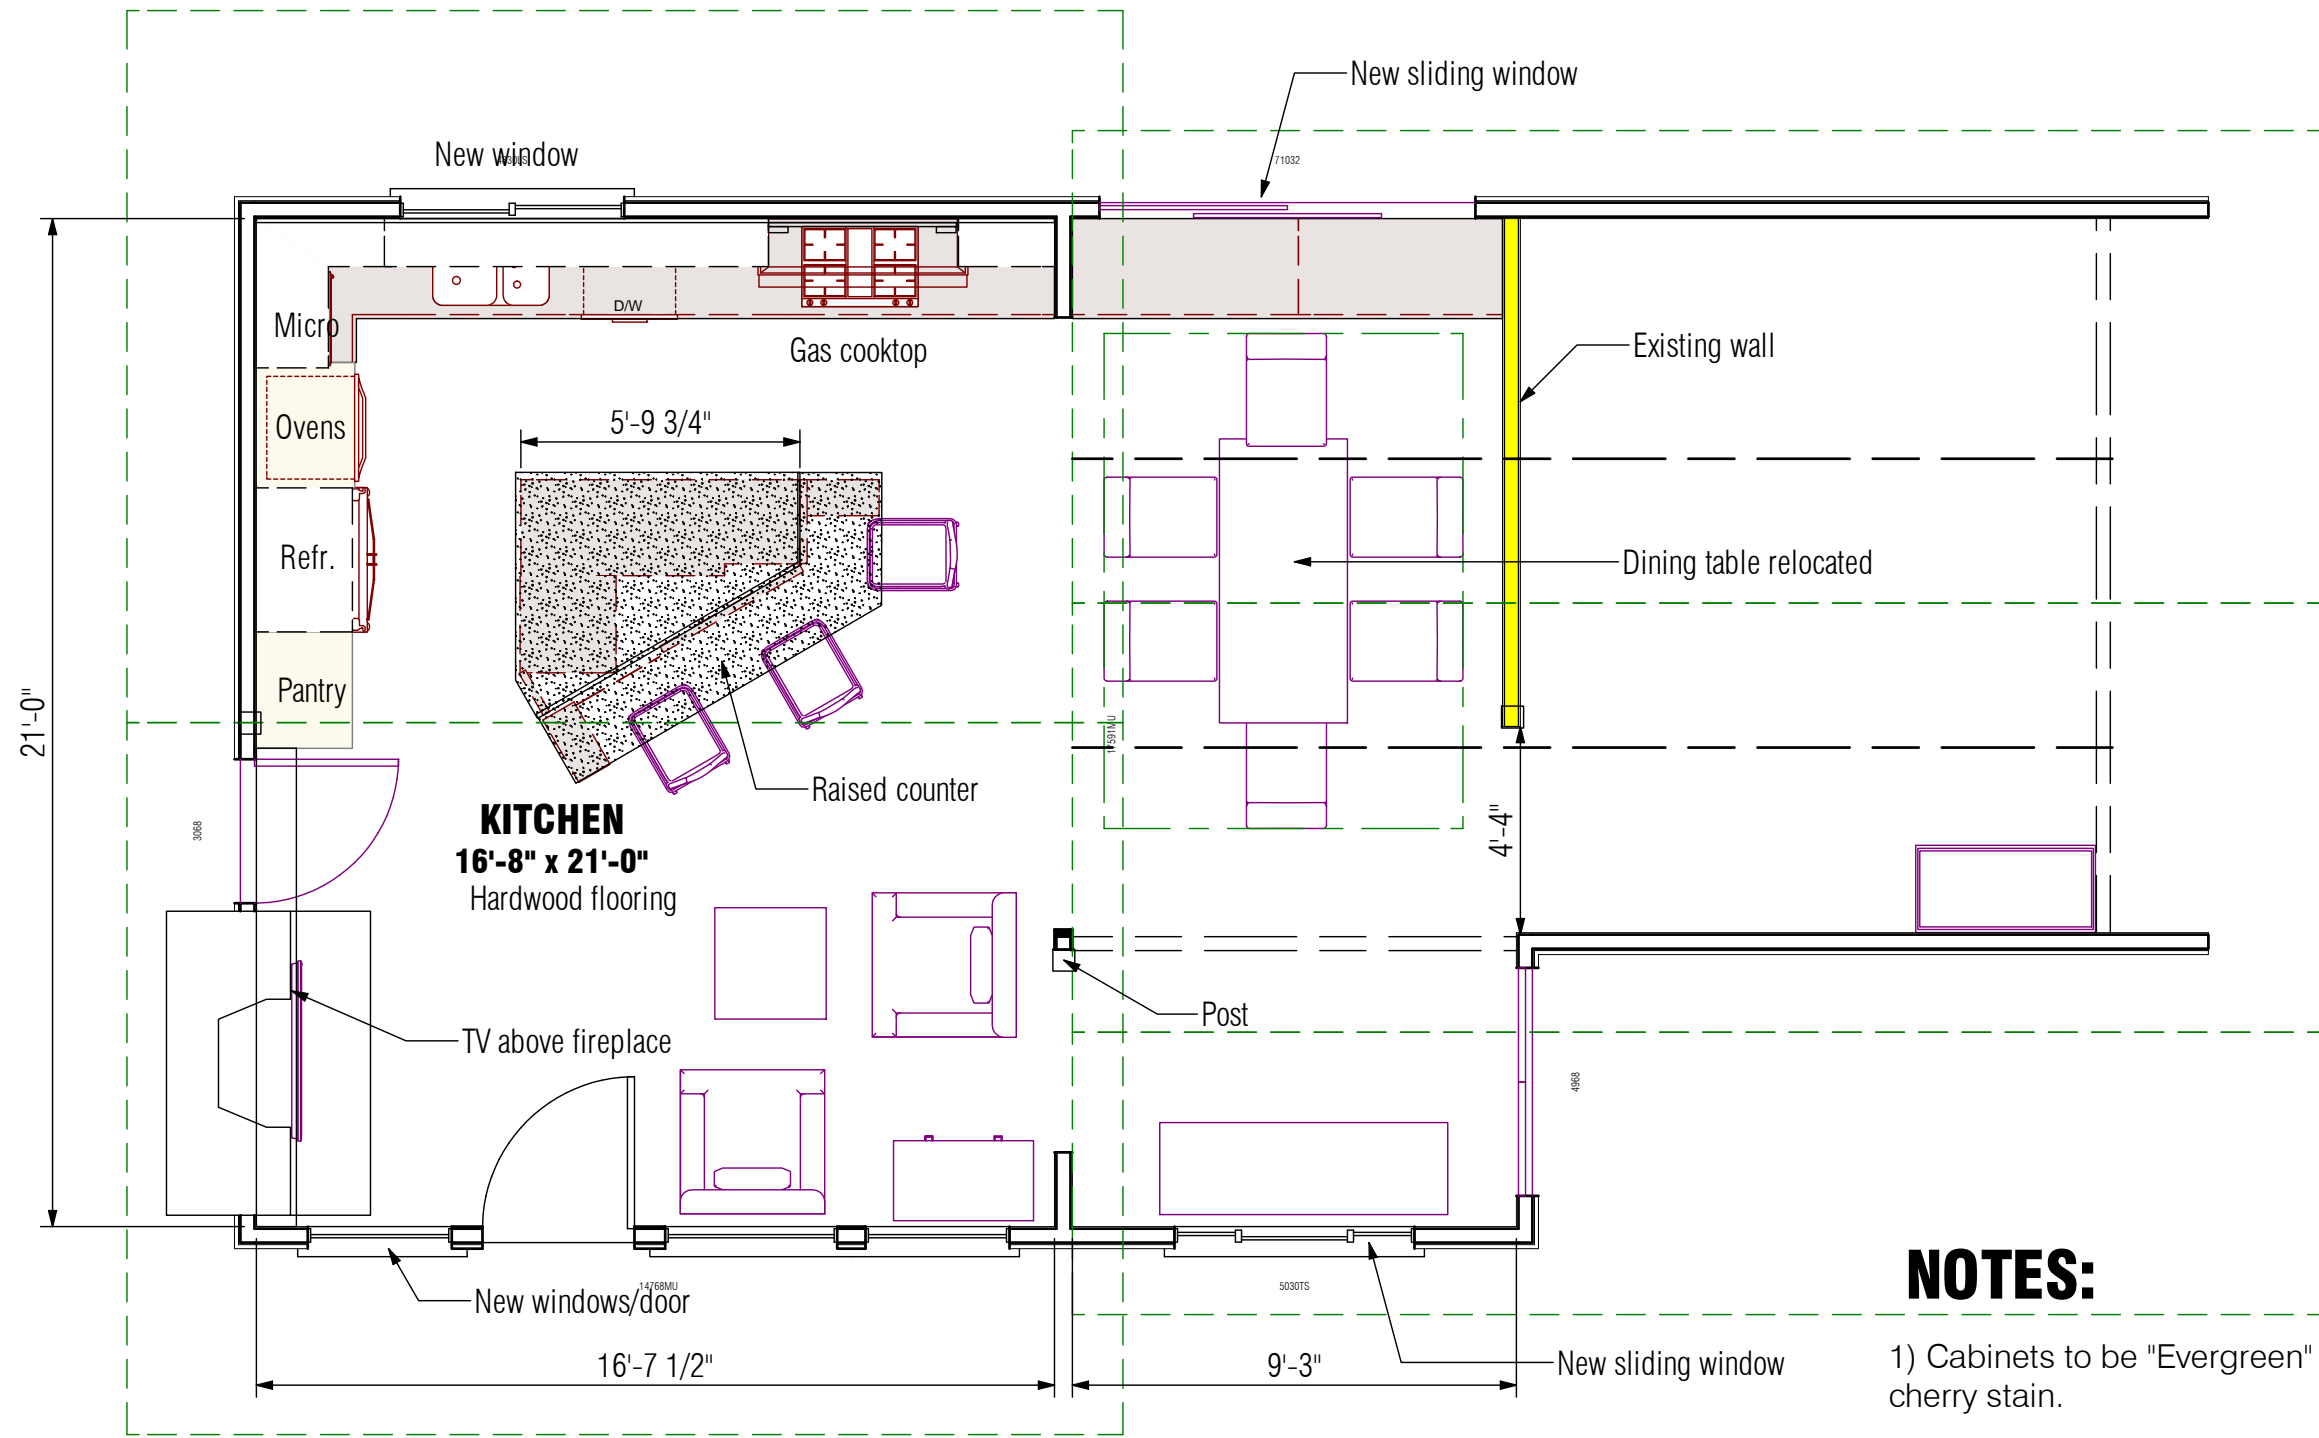 New sliding window
New window
4830LS
71032
Micro
D/W
Gas cooktop
Existing wall
Ovens
5'-9 3/4"
Refr.
Dining table relocated
Pantry
21'-0"
17591MU
Raised counter
KITCHEN
16'-8" x 21'-0"
Hardwood flooring
3068
4'-4"
Post
TV above fireplace
4968
New windows/door
14768MU
5030TS
16'-7 1/2"
9'-3"
New sliding window
NOTES:
1) Cabinets to be "Evergreen"
cherry stain.